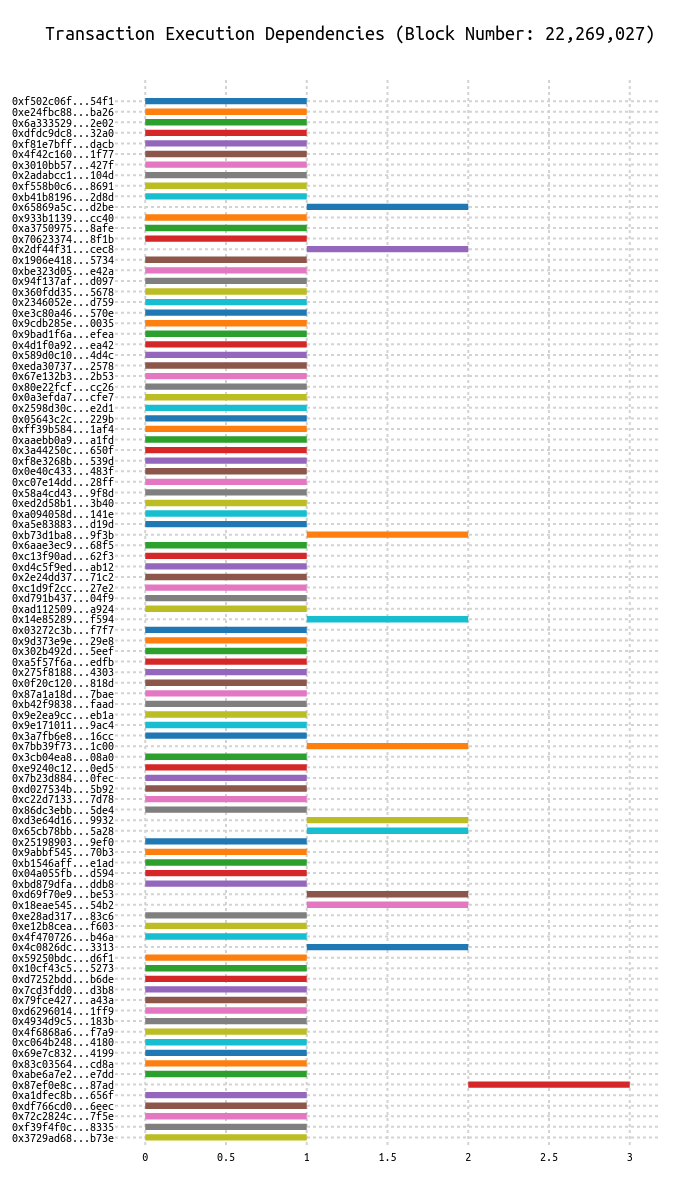 Transaction Execution Dependencies (Block Number: 22,269,027)
0xf502c06f...54f1
0xe24fbc88...ba26
0x6a333529...2e02
0xdfdc9dc8...32a0
0xf81e7bff...dacb
0x4f42c160...1f77
0x3010bb57...427f
0x2adabcc1...104d
0xf558b0c6...8691
0xb41b8196...2d8d
0x65869a5c...d2be
0x933b1139...cc40
0xa3750975...8afe
0x70623374...8f1b
0x2df44f31...cec8
0x1906e418...5734
0xbe323d05...e42a
0x94f137af...d097
0x360fdd35...5678
0x2346052e...d759
0xe3c80a46...570e
0x9cdb285e...0035
0x9bad1f6a...efea
0x4d1f0a92...ea42
0x589d0c10...4d4c
0xeda30737...2578
0x67e132b3...2b53
0x80e22fcf...cc26
0x0a3efda7...cfe7
0x2598d30c...e2d1
0x05643c2c...229b
0xff39b584...1af4
0xaaebb0a9...a1fd
0x3a44250c...650f
0xf8e3268b...539d
0x0e40c433...483f
0xc07e14dd...28ff
0x58a4cd43...9f8d
0xed2d58b1...3b40
0xa094058d...141e
0xa5e83883...d19d
0xb73d1ba8...9f3b
0x6aae3ec9...68f5
0xc13f90ad...62f3
0xd4c5f9ed...ab12
0x2e24dd37...71c2
0xc1d9f2cc...27e2
0xd791b437...04f9
0xad112509...a924
0x14e85289...f594
0x03272c3b...f7f7
0x9d373e9e...29e8
0x302b492d...5eef
0xa5f57f6a...edfb
0x275f8188...4303
0x0f20c120...818d
0x87a1a18d...7bae
0xb42f9838...faad
0x9e2ea9cc...eb1a
0x9e171011...9ac4
0x3a7fb6e8...16cc
0x7bb39f73...1c00
0x3cb04ea8...08a0
0xe9240c12...0ed5
0x7b23d884...0fec
0xd027534b...5b92
0xc22d7133...7d78
0x86dc3ebb...5de4
0xd3e64d16...9932
0x65cb78bb...5a28
0x25198903...9ef0
0x9abbf545...70b3
0xb1546aff...e1ad
0x04a055fb...d594
0xbd879dfa...ddb8
0xd69f70e9...be53
0x18eae545...54b2
0xe28ad317...83c6
0xe12b8cea...f603
0x4f470726...b46a
0x4c0826dc...3313
0x59250bdc...d6f1
0x10cf43c5...5273
0xd7252bdd...b6de
0x7cd3fdd0...d3b8
0x79fce427...a43a
0xd6296014...1ff9
0x4934d9c5...183b
0x4f6868a6...f7a9
0xc064b248...4180
0x69e7c832...4199
0x83c03564...cd8a
0xabe6a7e2...e7dd
0x87ef0e8c...87ad
0xa1dfec8b...656f
0xdf766cd0...6eec
0x72c2824c...7f5e
0xf39f4f0c...8335
0x3729ad68...b73e
0 0.5 1 1.5 2 2.5 3